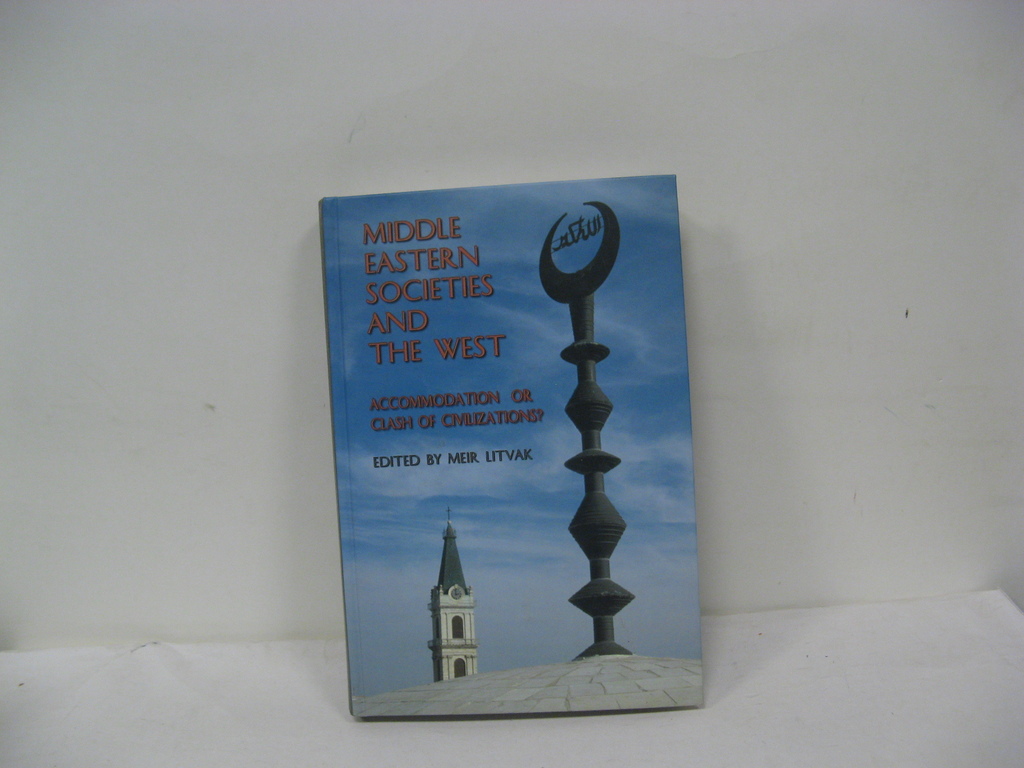 MIDDLE
EASTERN
SOCIETIES
AND
THE WEST
ACCOMMODATION OR
CLASH OF CIVILIZATIONS?
EDITED BY MEIR LITVAK